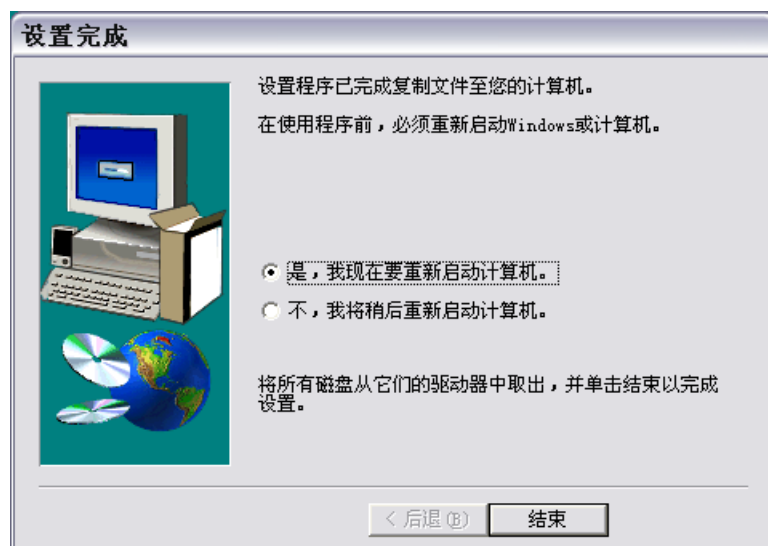 设置完成
设置程序已完成复制文件至您的计算机。
在使用程序前，必须重新启动Windows或计算机。
是，我现在要重新启动计算机。
不，我将稍后重新启动计算机。
将所有磁盘从它们的驱动器中取出，并单击结束以完成
设置。
< 后退(B)
结束